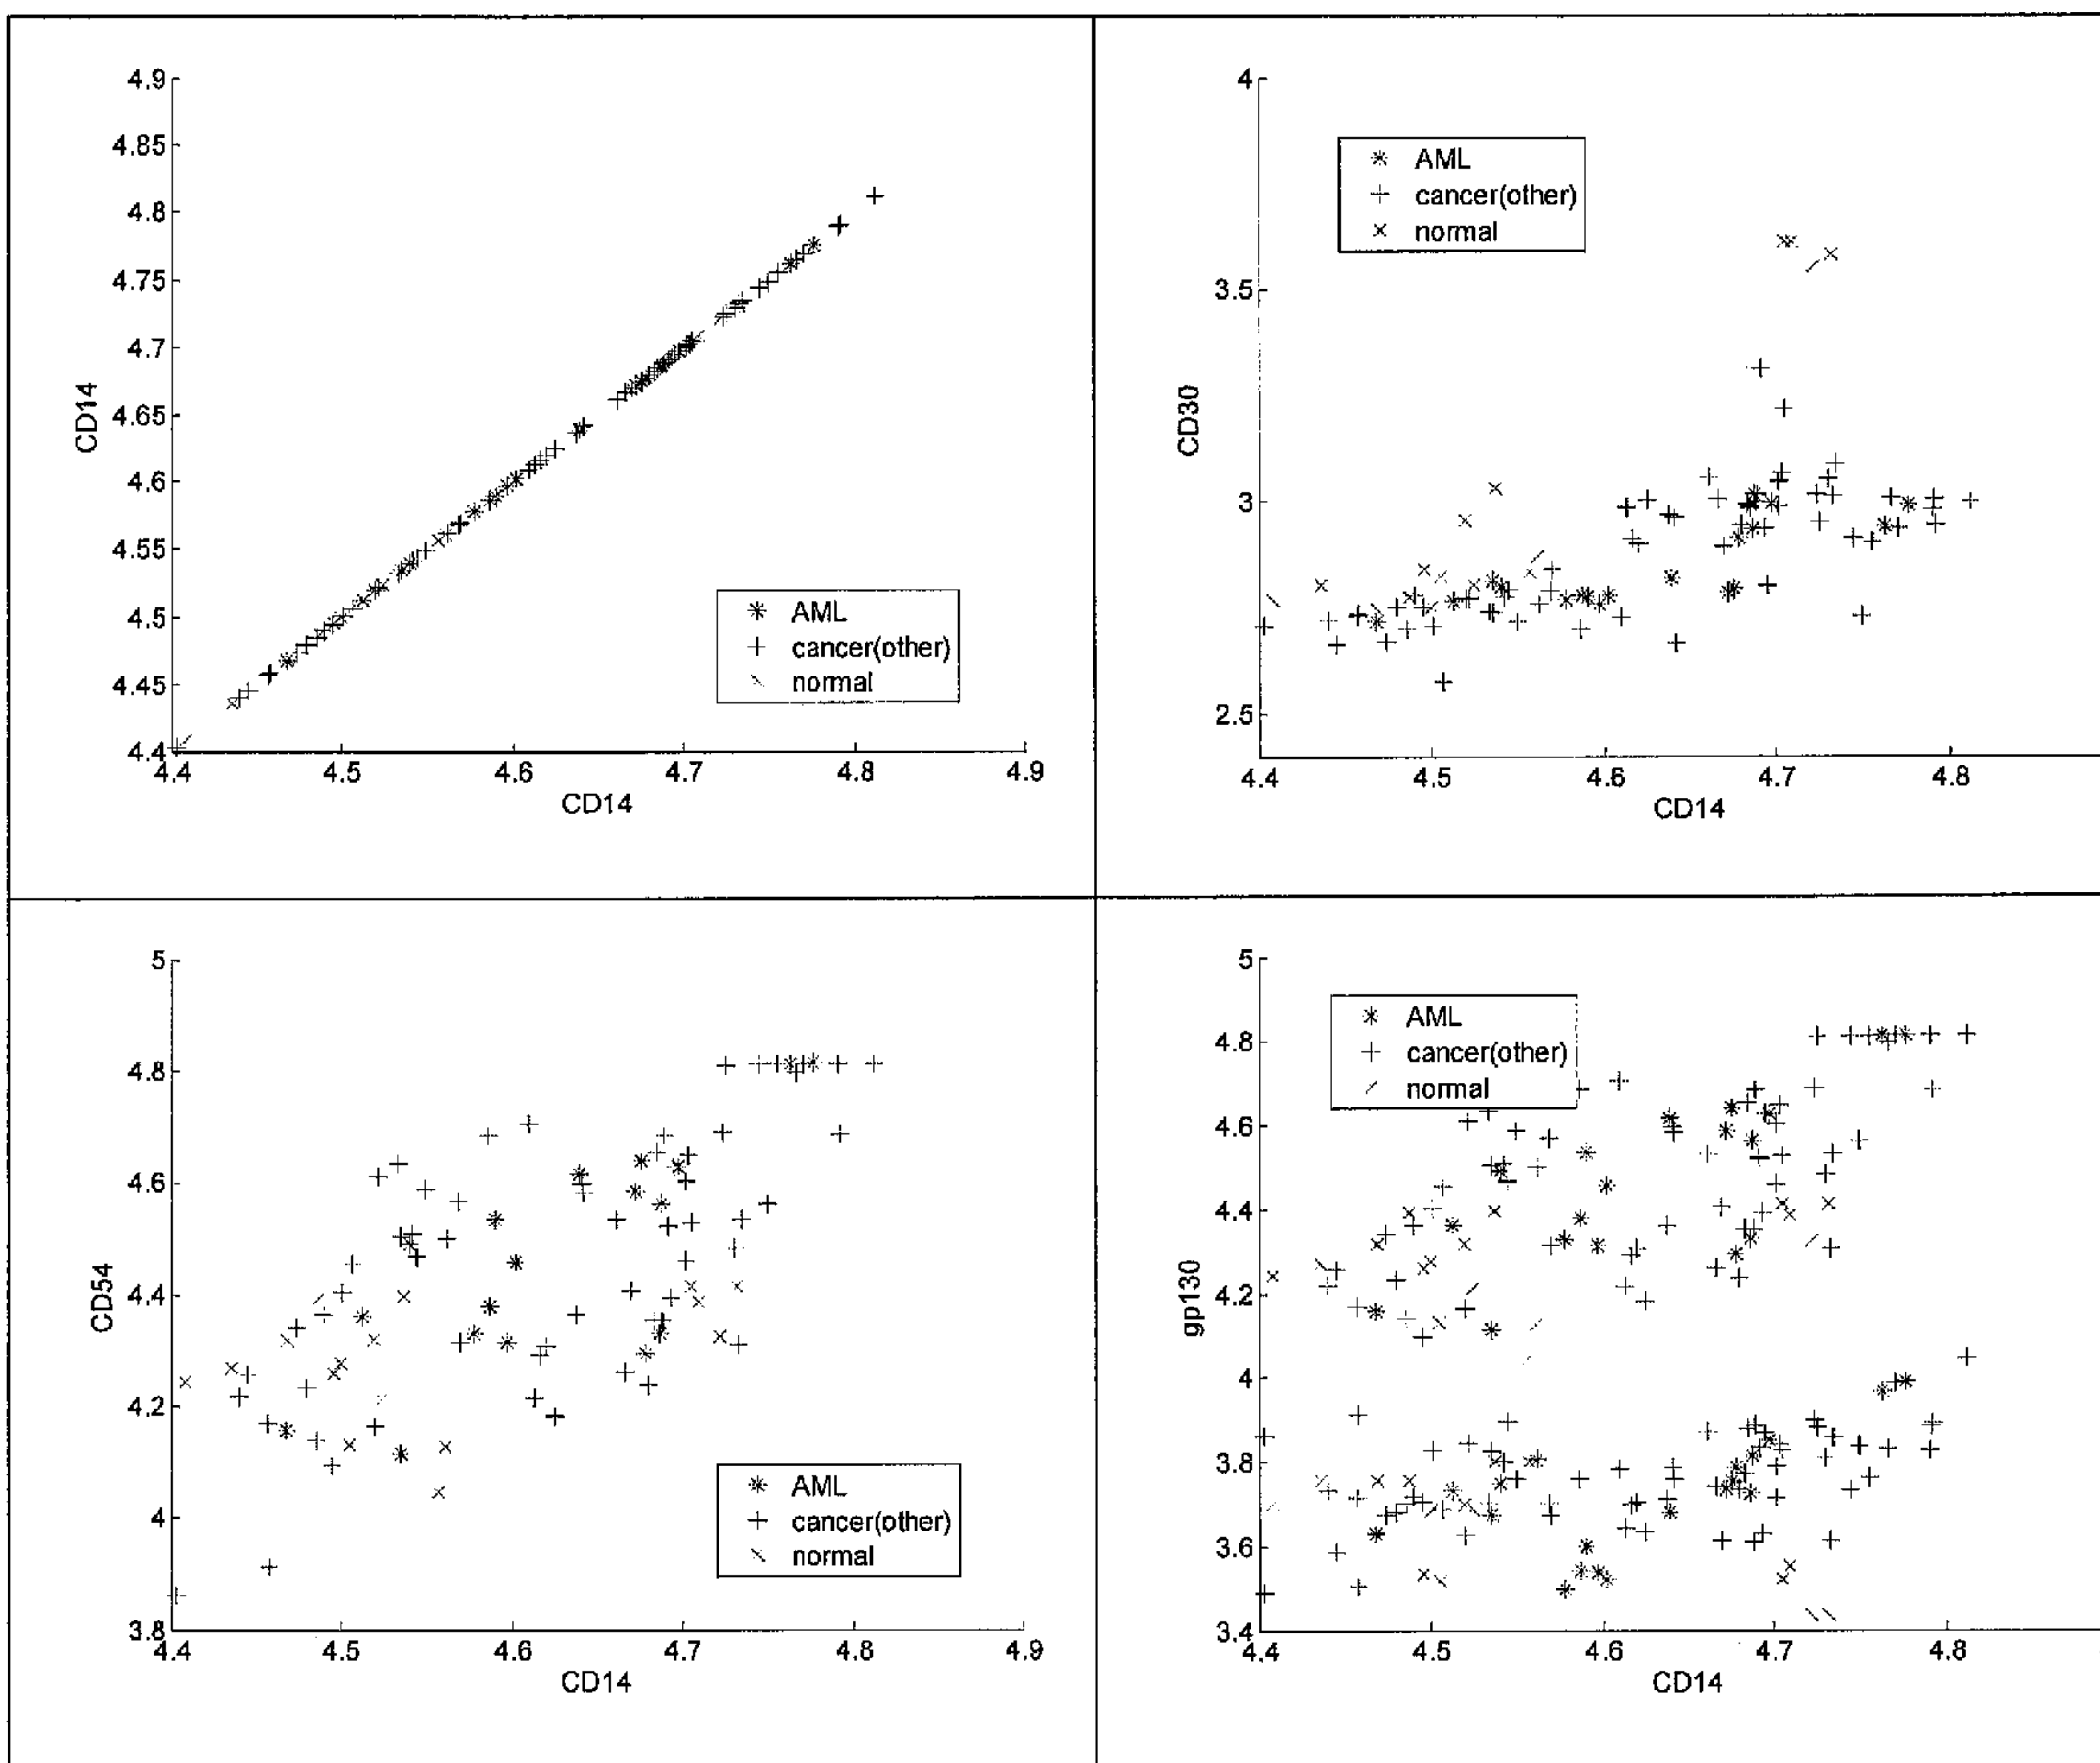 4.9
4.85
4.8
4.75
4.7
4.65
4.6
4.55
4.5
4.45
4.4
CD14
4.4 4.5 4.6 4.7 4.8 4.9
CD14
AML
cancer(other)
normal
4
3.5
3
2.5
CD30
4.4 4.5 4.6 4.7 4.8
CD14
AML
cancer(other)
normal
5
4.8
4.6
4.4
4.2
4
3.8
CD54
4.4 4.5 4.6 4.7 4.8 4.9
CD14
AML
cancer(other)
normal
5
4.8
4.6
4.4
4.2
4
3.8
3.6
3.4
gp130
4.4 4.5 4.6 4.7 4.8
CD14
AML
cancer(other)
normal